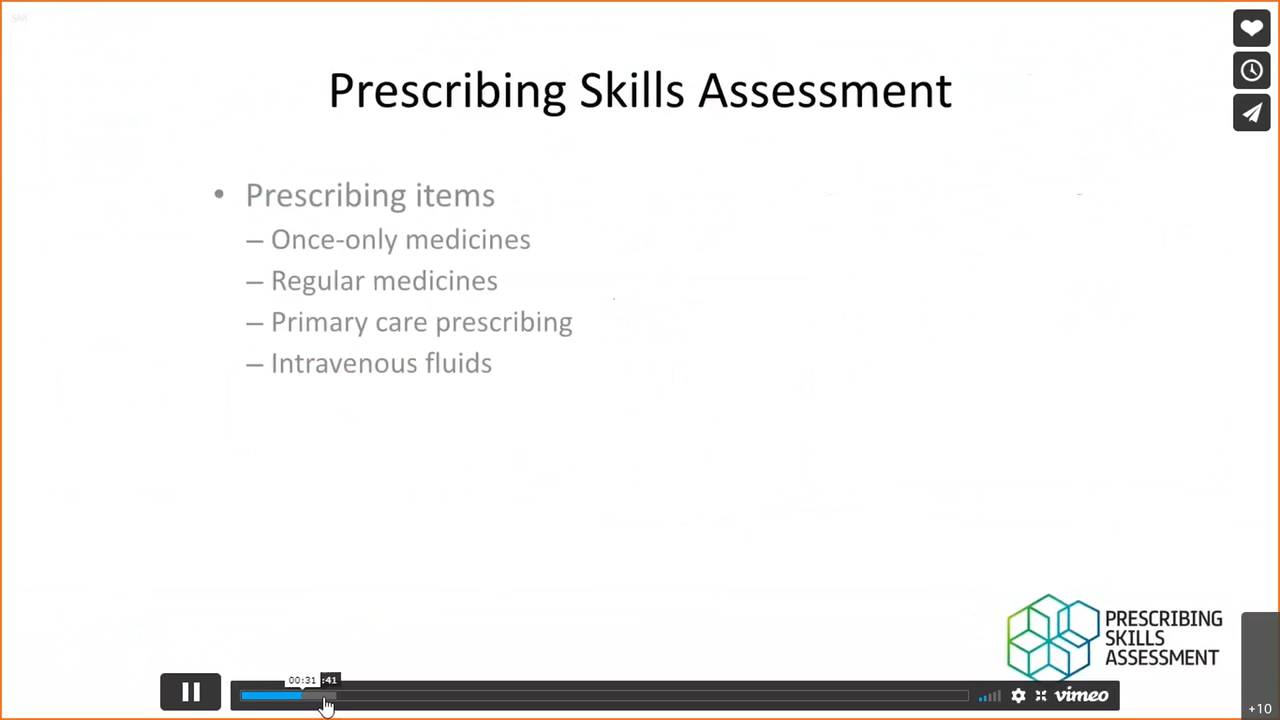 Prescribing Skills Assessment
• Prescribing items
– Once-only medicines
– Regular medicines
– Primary care prescribing
– Intravenous fluids
PRESCRIBING
SKILLS
ASSESSMENT
00:31 :41
vimeo
+10